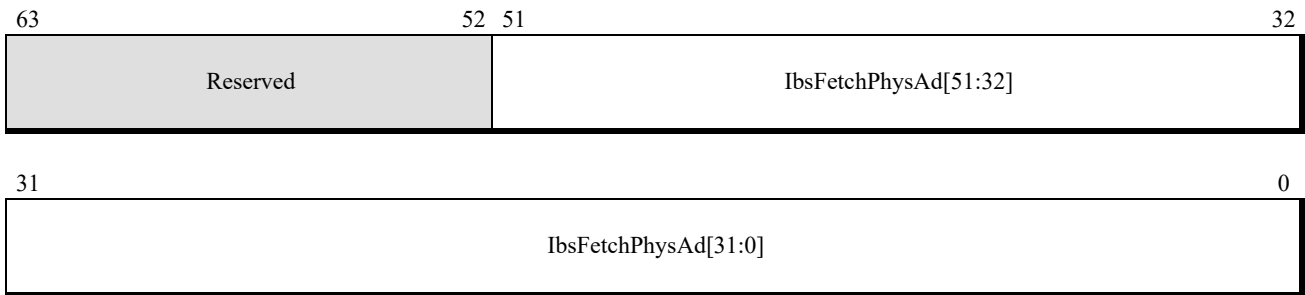 63 52 51 32
Reserved IbsFetchPhysAd[51:32]
31 0
IbsFetchPhysAd[31:0]